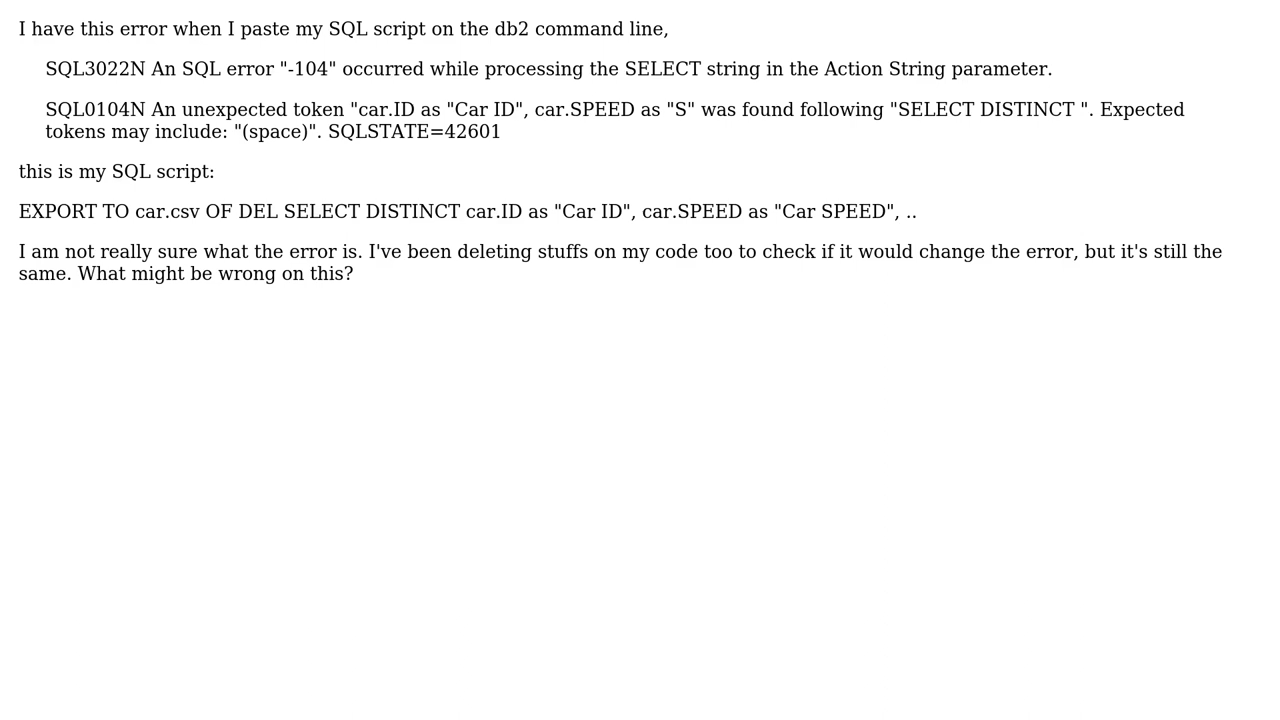 I have this error when I paste my SQL script on the db2 command line,
SQL3022N An SQL error "-104" occurred while processing the SELECT string in the Action String parameter.
SQL0104N An unexpected token "car.ID as "Car ID", car.SPEED as "S" was found following "SELECT DISTINCT ". Expected
tokens may include: "(space)". SQLSTATE=42601
this is my SQL script:
EXPORT TO car.csv OF DEL SELECT DISTINCT car.ID as "Car ID", car.SPEED as "Car SPEED", ..
I am not really sure what the error is. I've been deleting stuffs on my code too to check if it would change the error, but it's still the
same. What might be wrong on this?